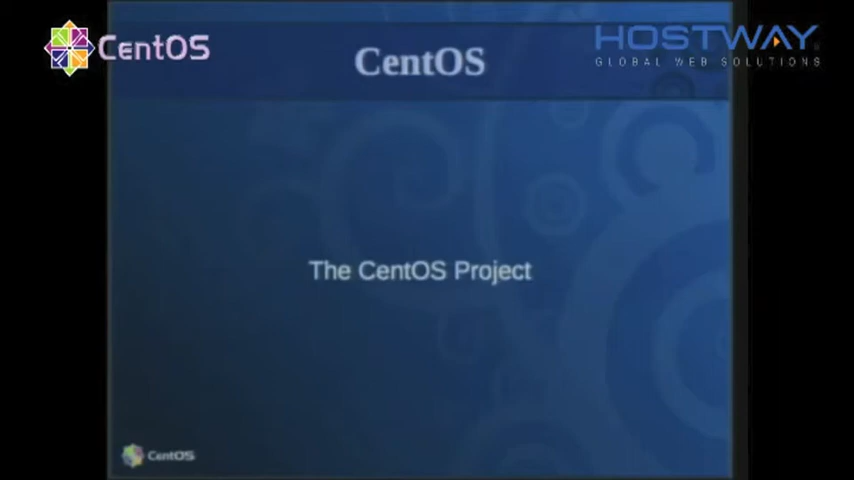 CentOS
HOSTWAY
GLOBAL WEB SOLUTIONS
CentOS
The CentOS Project
CentOS